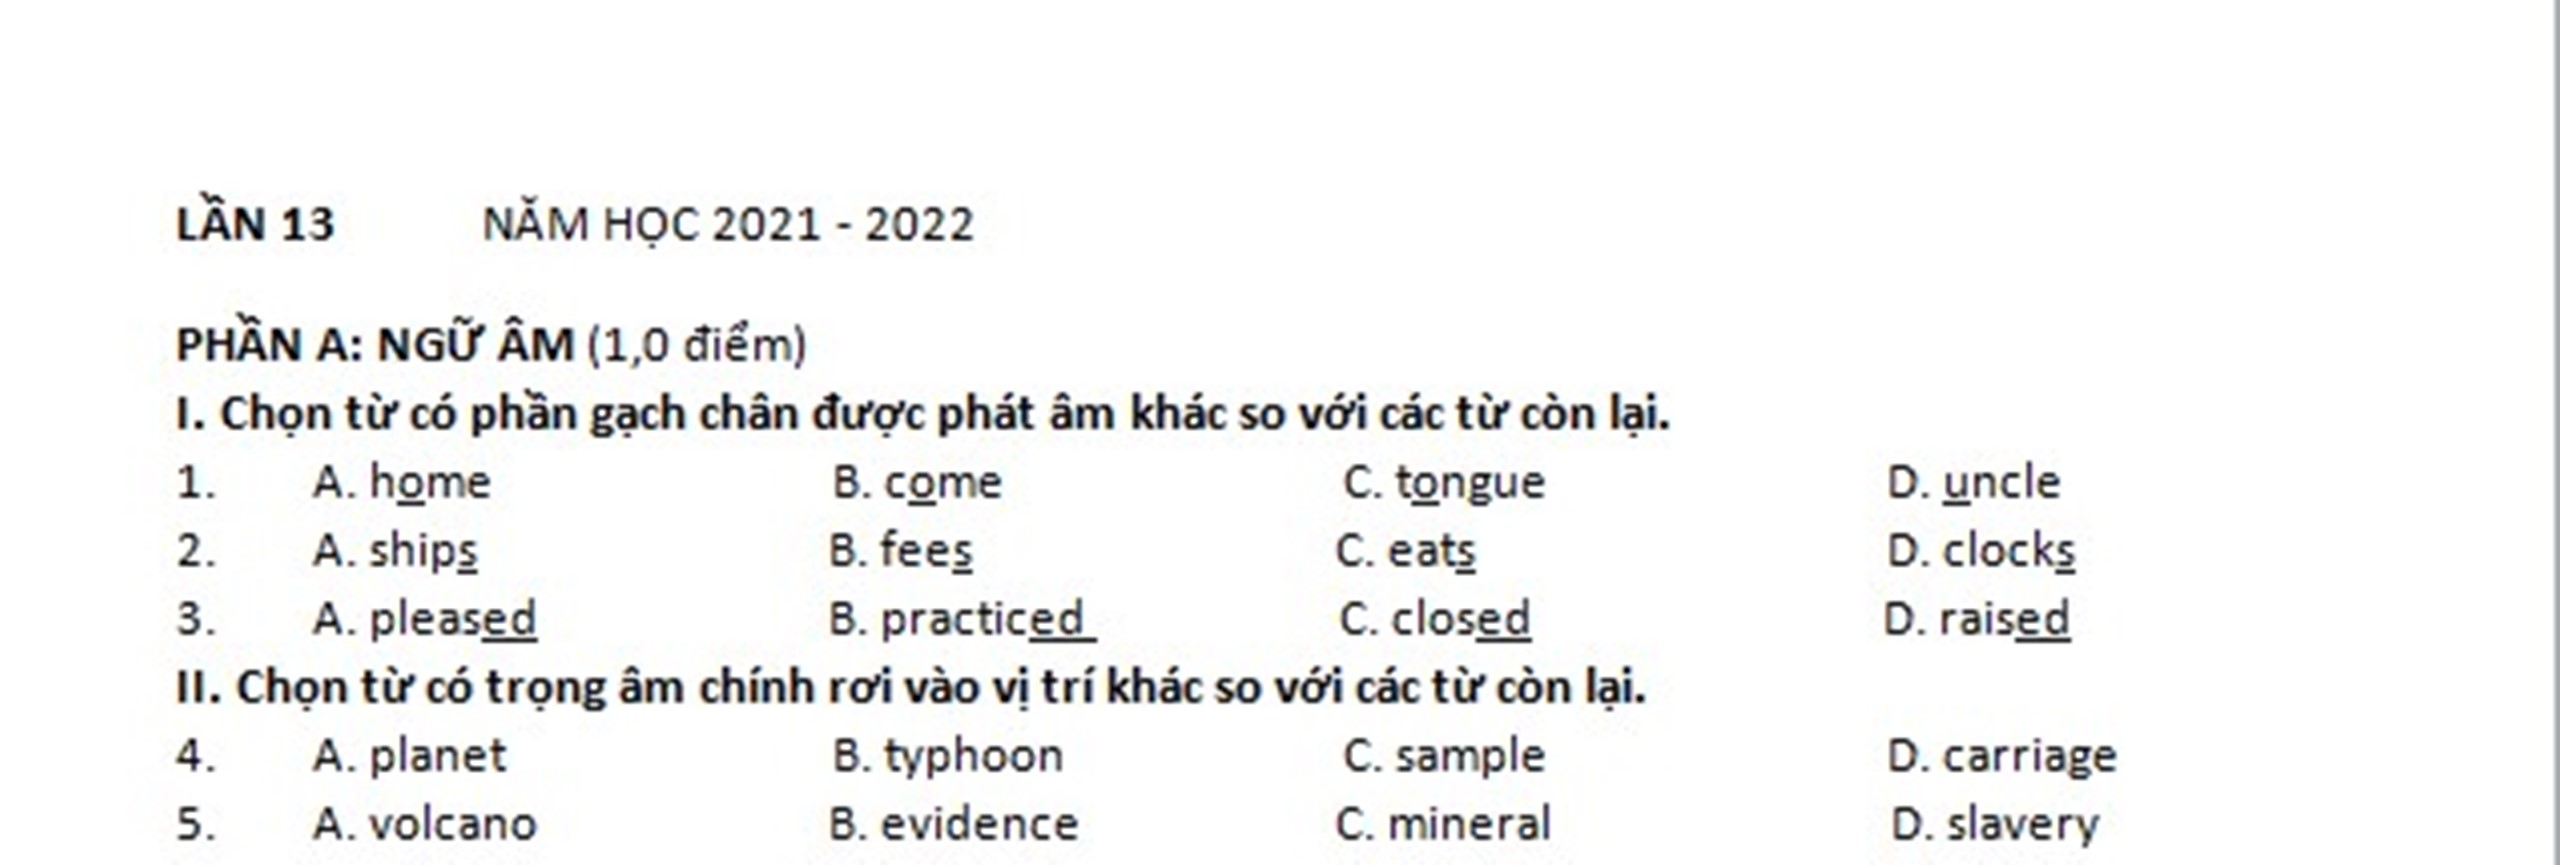 LẦN 13 NĂM HỌC 2021 - 2022
PHẦN A: NGỮ ÂM (1,0 điểm)
I. Chọn từ có phần gạch chân được phát âm khác so với các từ còn lại.
1. A. home B. come C. tongue D. uncle
2. A. ships B. fees C. eats D. clocks
3. A. pleased B. practiced C. closed D. raised
II. Chọn từ có trọng âm chính rơi vào vị trí khác so với các từ còn lại.
4. A. planet B. typhoon C. sample D. carriage
5. A. volcano B. evidence C. mineral D. slavery